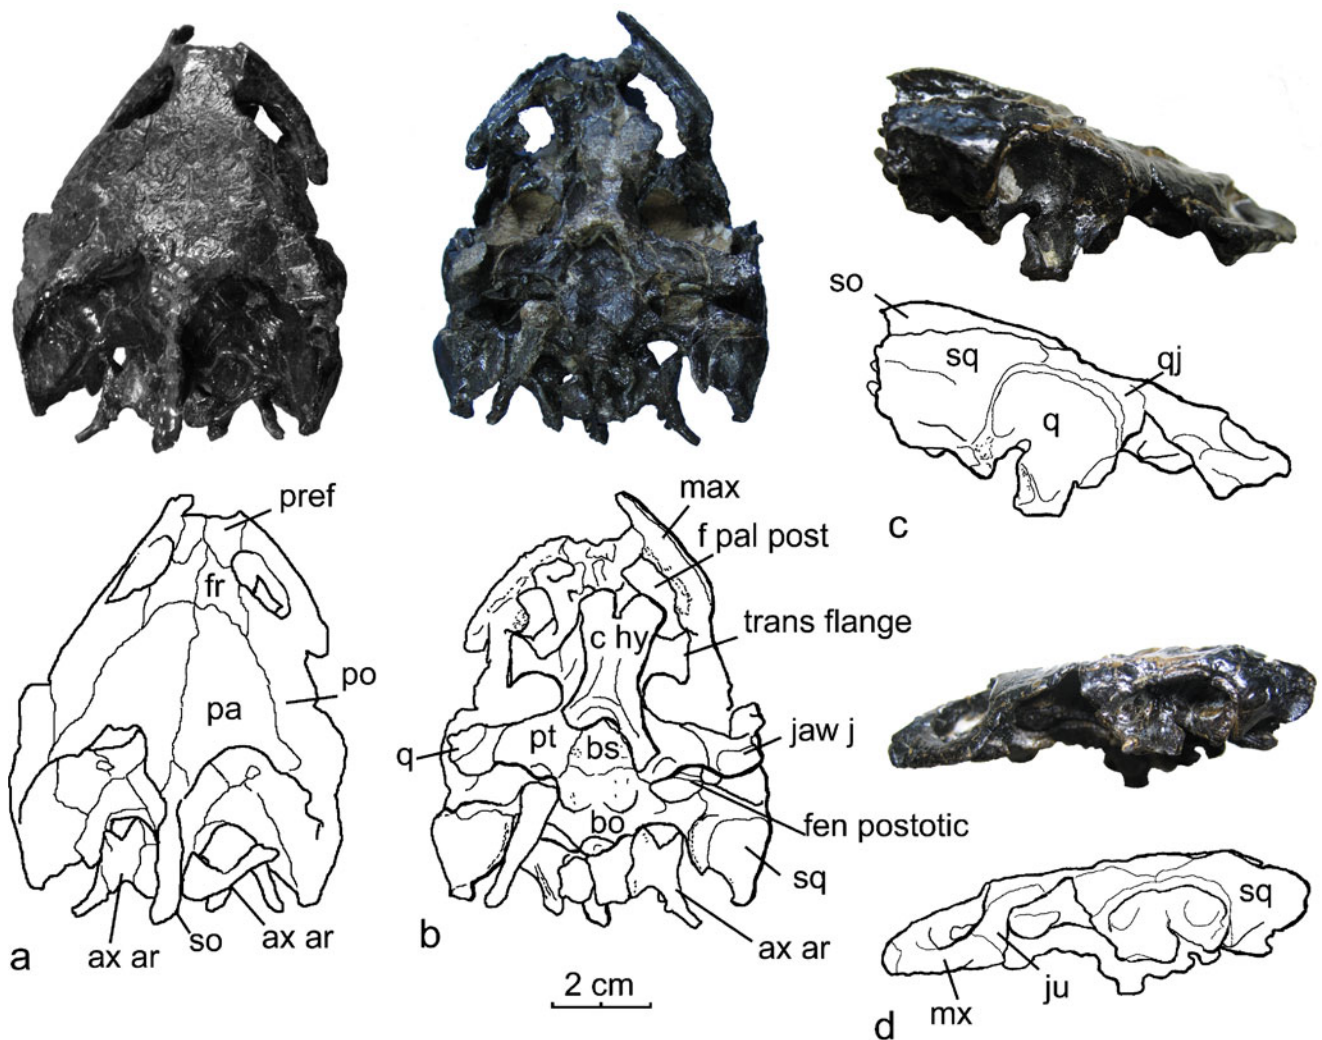 pref
fr
po
pa
ax ar
so
ax ar
a
max
f pal post
trans flange
c hy
jaw j
q
pt
bs
fen postotic
bo
sq
ax ar
b
2 cm
so
sq
qj
q
c
sq
ju
mx
d